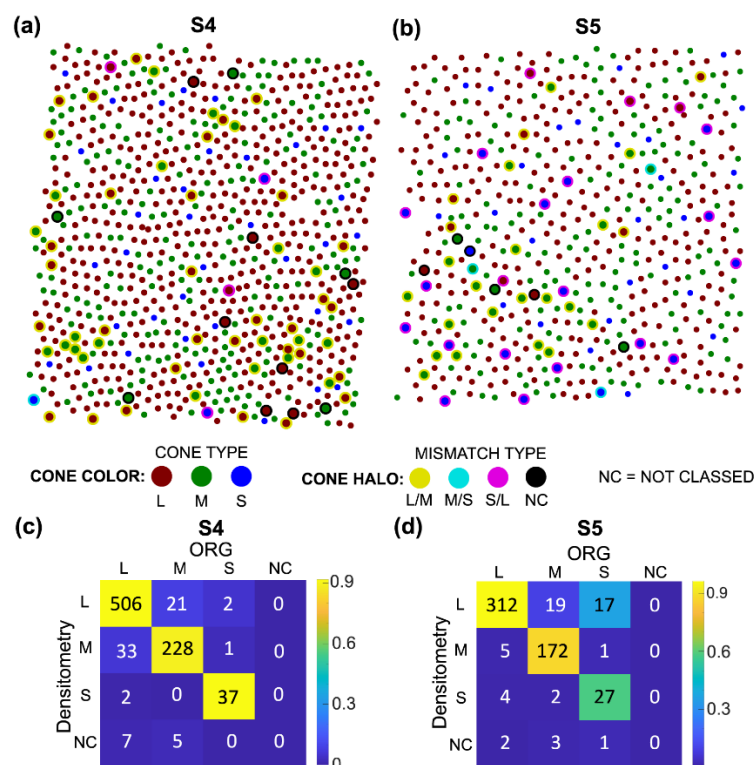 (a) S4
(b) S5
CONE TYPE
CONE COLOR:
L M S
MISMATCH TYPE
CONE HALO:
L/M M/S S/L NC
NC = NOT CLASSED
(c) S4
ORG
L M S NC
Densitometry
L 506 21 2 0
M 33 228 1 0
S 2 0 37 0
NC 7 5 0 0
0.9
0.6
0.3
0
(d) S5
ORG
L M S NC
Densitometry
L 312 19 17 0
M 5 172 1 0
S 4 2 27 0
NC 2 3 1 0
0.9
0.6
0.3